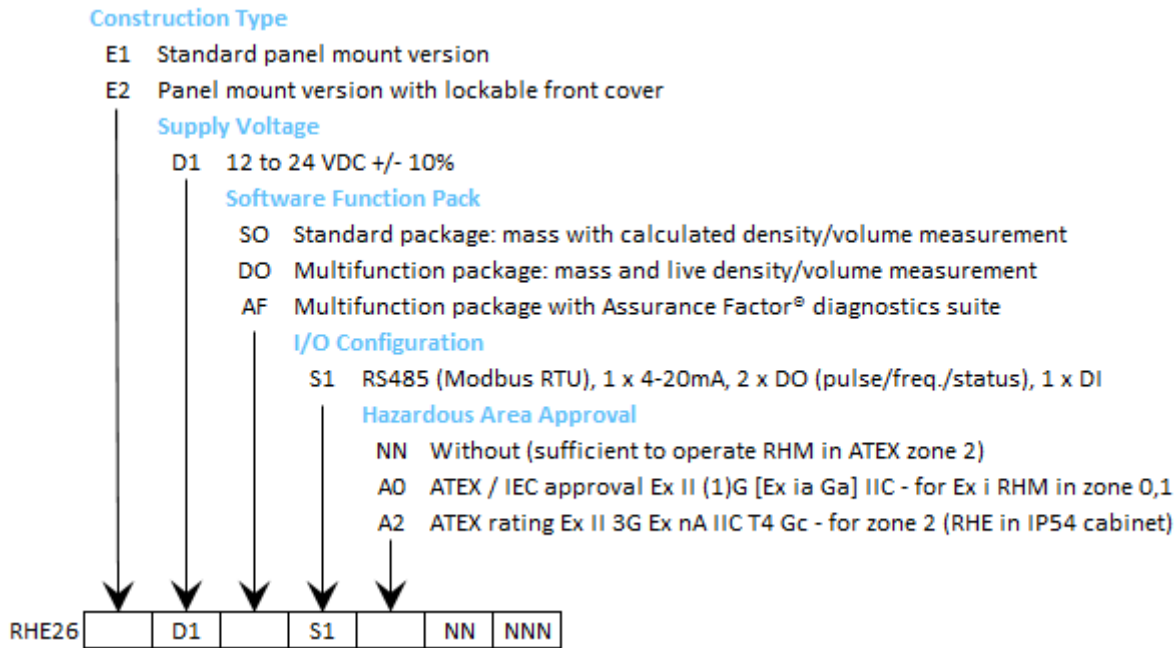 Construction Type
E1 Standard panel mount version
E2 Panel mount version with lockable front cover
Supply Voltage
D1 12 to 24 VDC +/- 10%
Software Function Pack
SO Standard package: mass with calculated density/volume measurement
DO Multifunction package: mass and live density/volume measurement
AF Multifunction package with Assurance Factor® diagnostics suite
I/O Configuration
S1 RS485 (Modbus RTU), 1 x 4-20mA, 2 x DO (pulse/freq./status), 1 x DI
Hazardous Area Approval
NN Without (sufficient to operate RHM in ATEX zone 2)
A0 ATEX / IEC approval Ex II (1)G [Ex ia Ga] IIC - for Ex i RHM in zone 0,1
A2 ATEX rating Ex II 3G Ex nA IIC T4 Gc - for zone 2 (RHE in IP54 cabinet)
RHE26 D1 S1 NN NNN